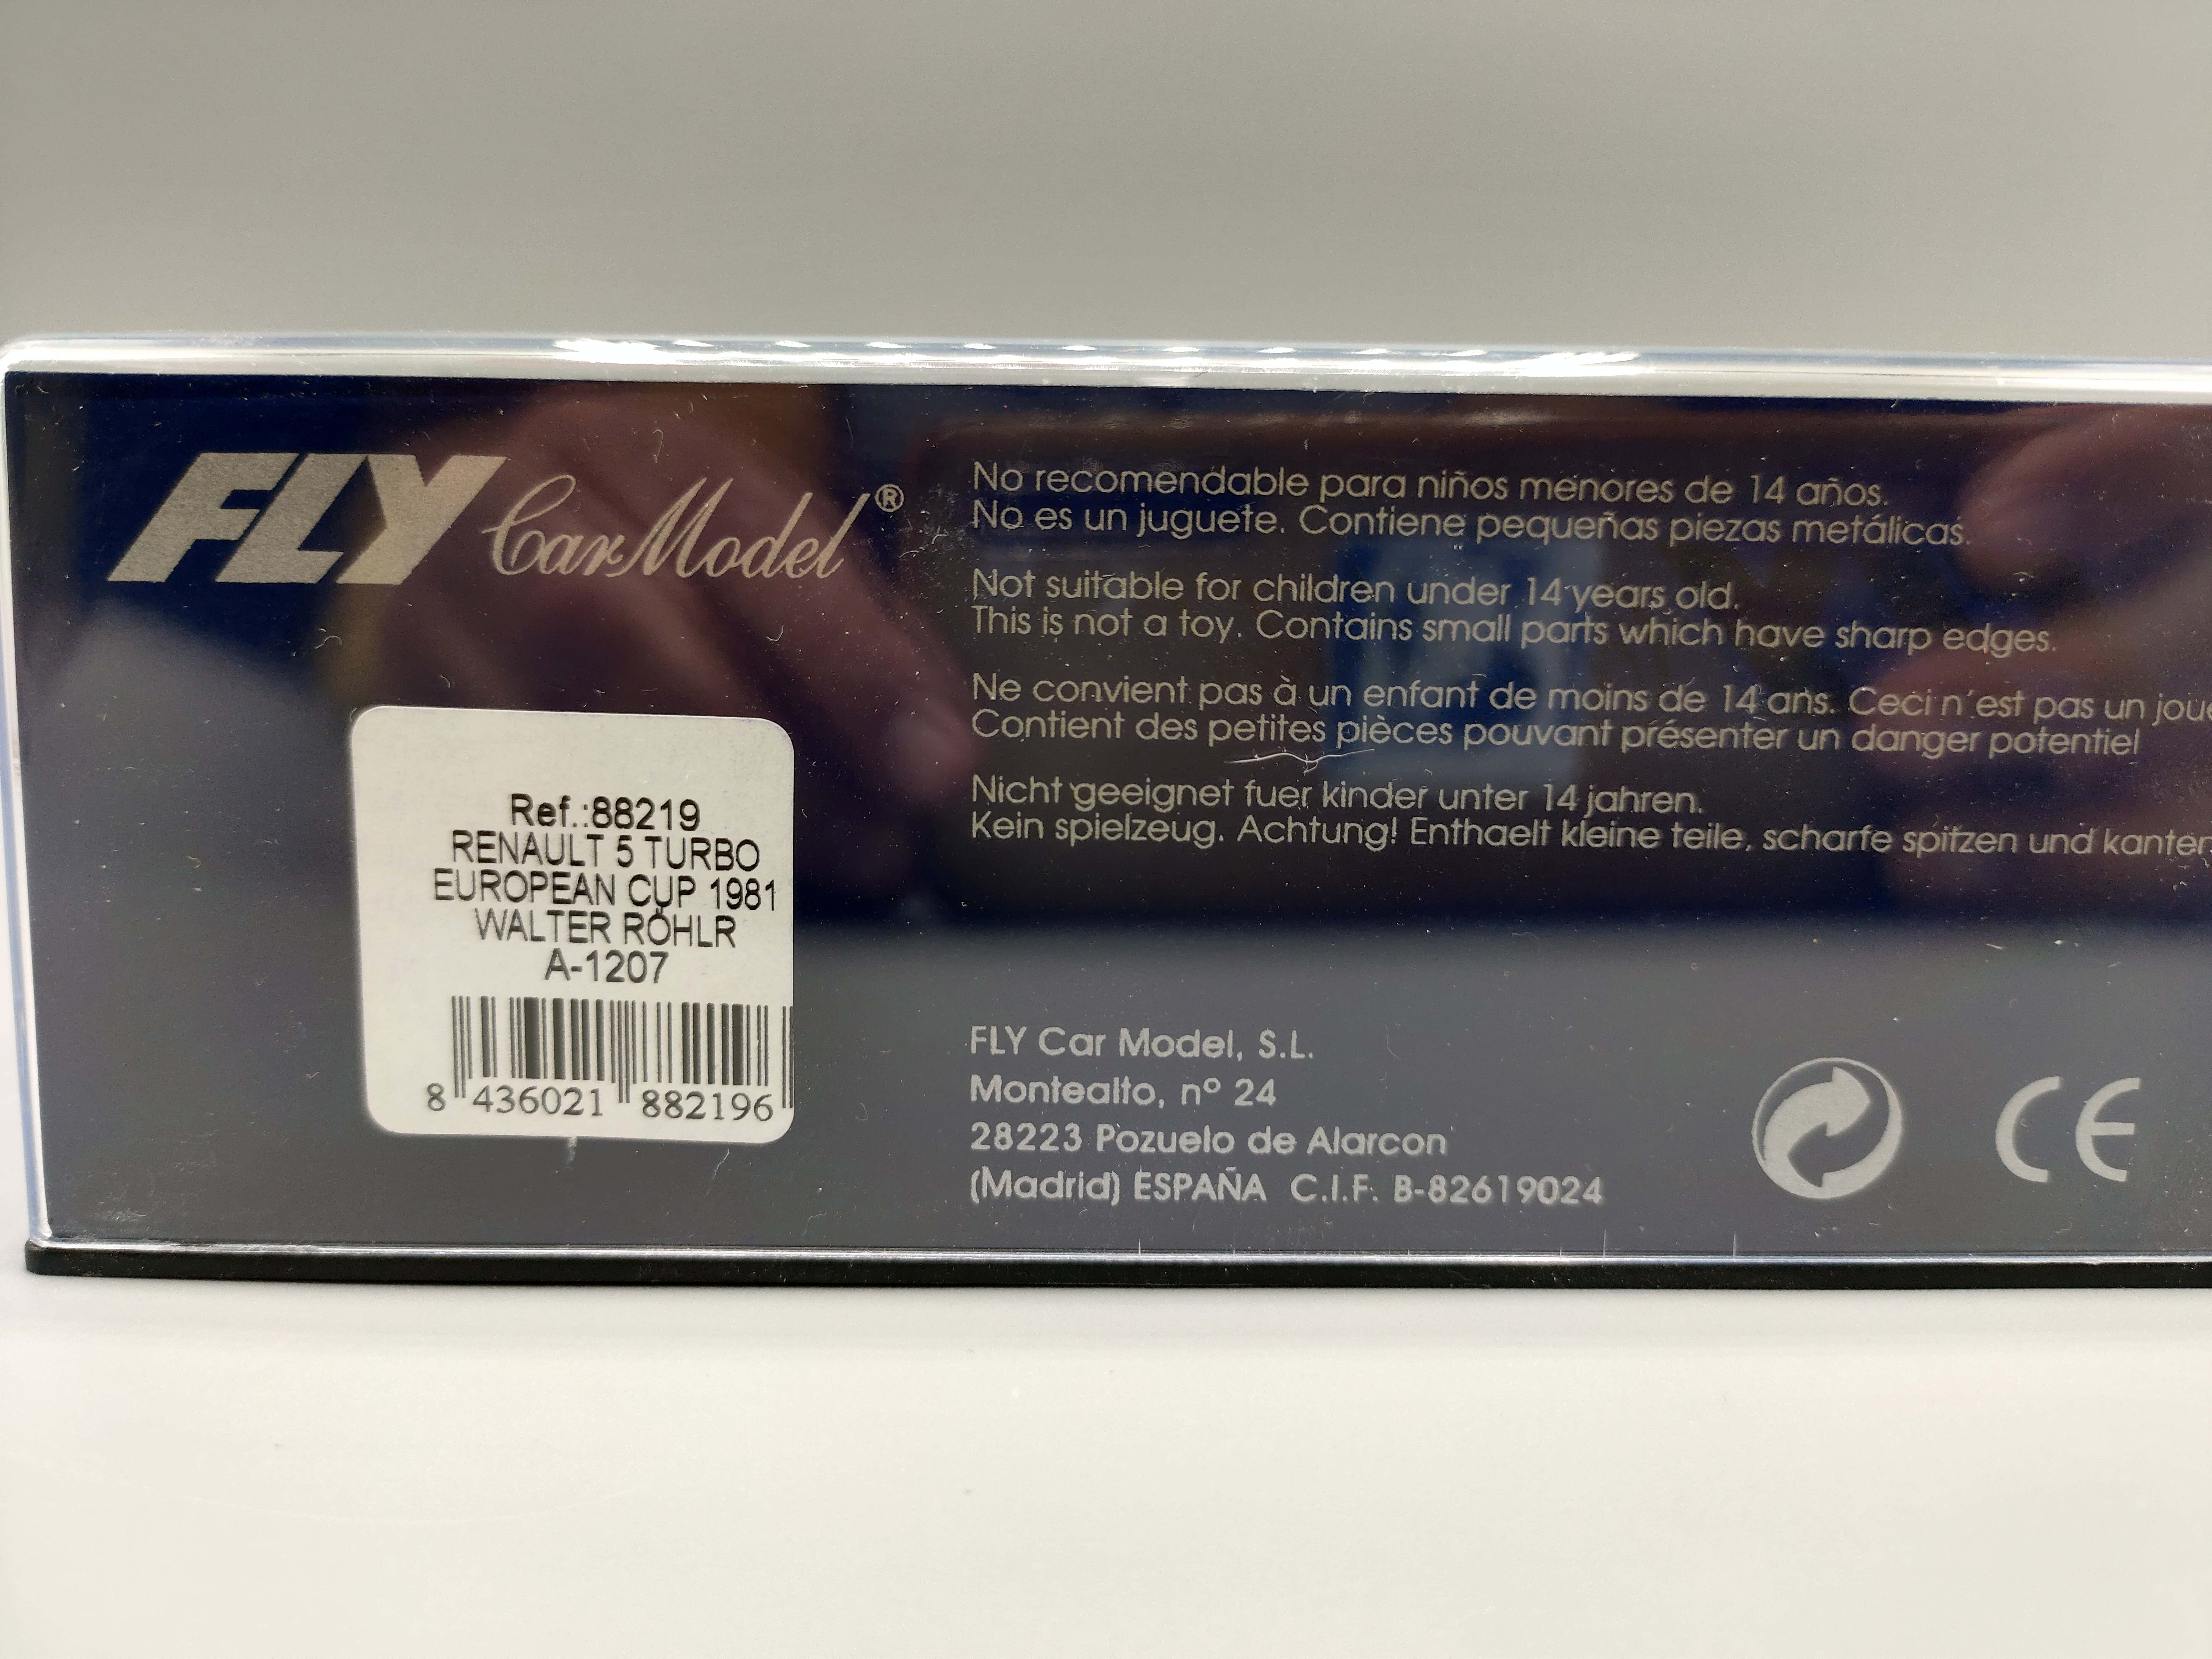 FLY Car Model ®
No recomendable para niños menores de 14 años.
No es un juguete. Contiene pequeñas piezas metálicas.
Not suitable for children under 14 years old.
This is not a toy. Contains small parts which have sharp edges.
Ne convient pas à un enfant de moins de 14 ans. Ceci n'est pas un
Contient des petites pièces pouvant présenter un danger potentiel
Nicht geeignet fuer kinder unter 14 jahren.
Kein spielzeug. Achtung! Enthaelt kleine teile, scharfe spitzen und
Ref.:88219
RENAULT 5 TURBO
EUROPEAN CUP 1981
WALTER RÖHLR
A-1207
8 436021 882196
FLY Car Model, S.L.
Montealto, nº 24
28223 Pozuelo de Alarcon
(Madrid) ESPAÑA C.I.F. B-82619024
CE